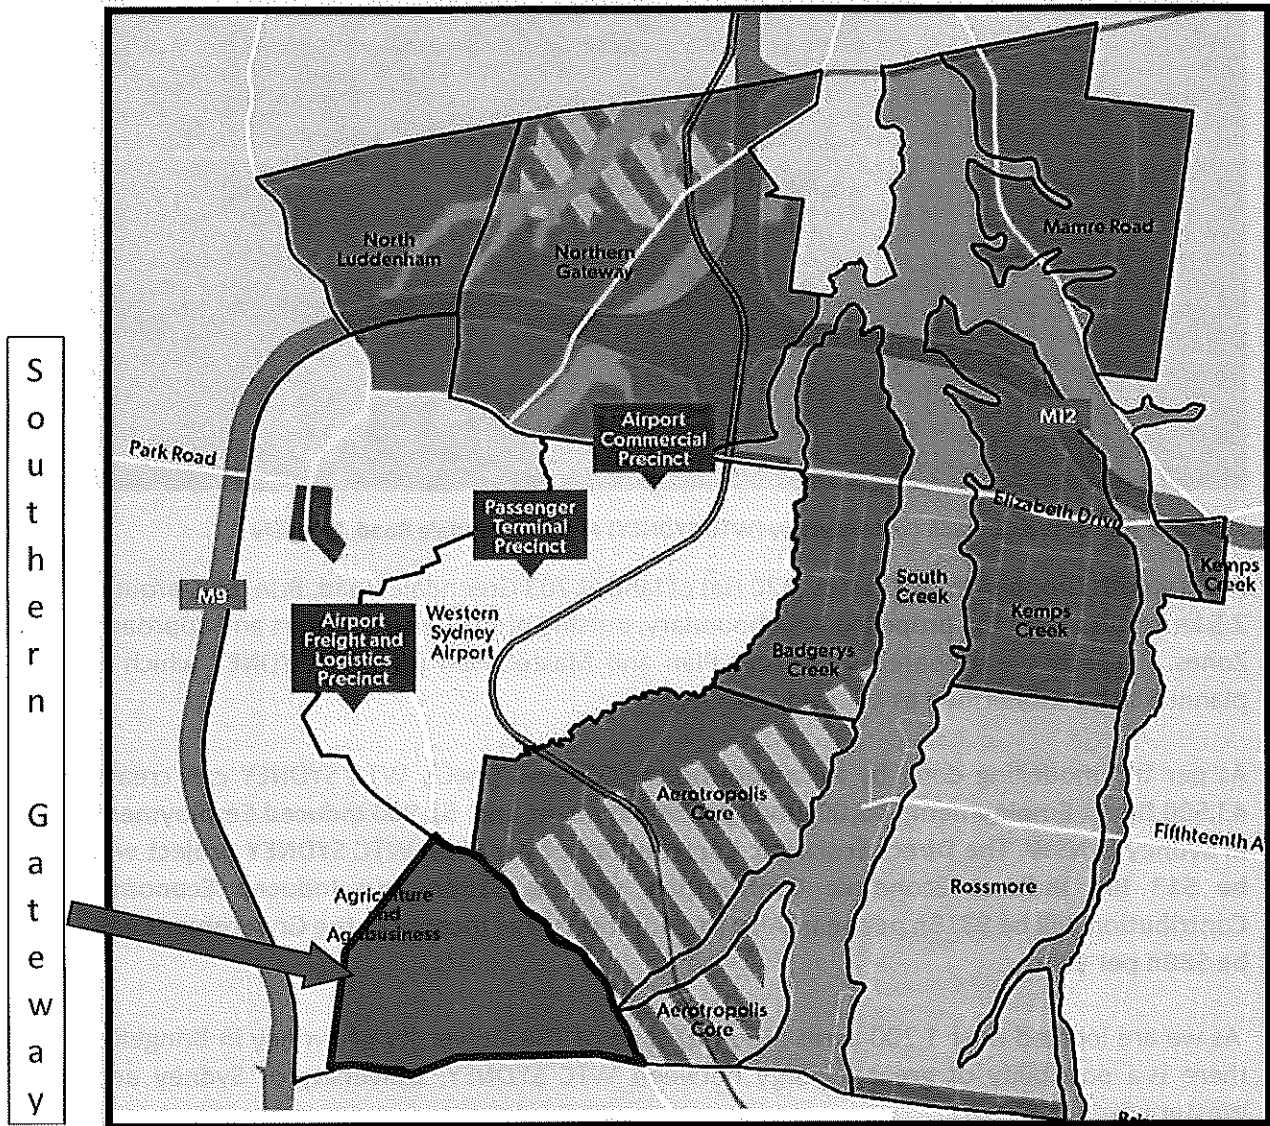 Southern Gateway
North
Luddenham
Northern
Gateway
Mamre Road
M12
Airport
Commercial
Precinct
Park Road
Passenger
Terminal
Precinct
Elizabeth Drive
Kemps
Creek
South
Creek
Kemps
Creek
M9
Airport
Freight and
Logistics
Precinct
Western
Sydney
Airport
Badgerys
Creek
Aerotropolis
Core
Fifthteenth A
Rossmore
Agriculture
and
Agribusiness
Aerotropolis
Core